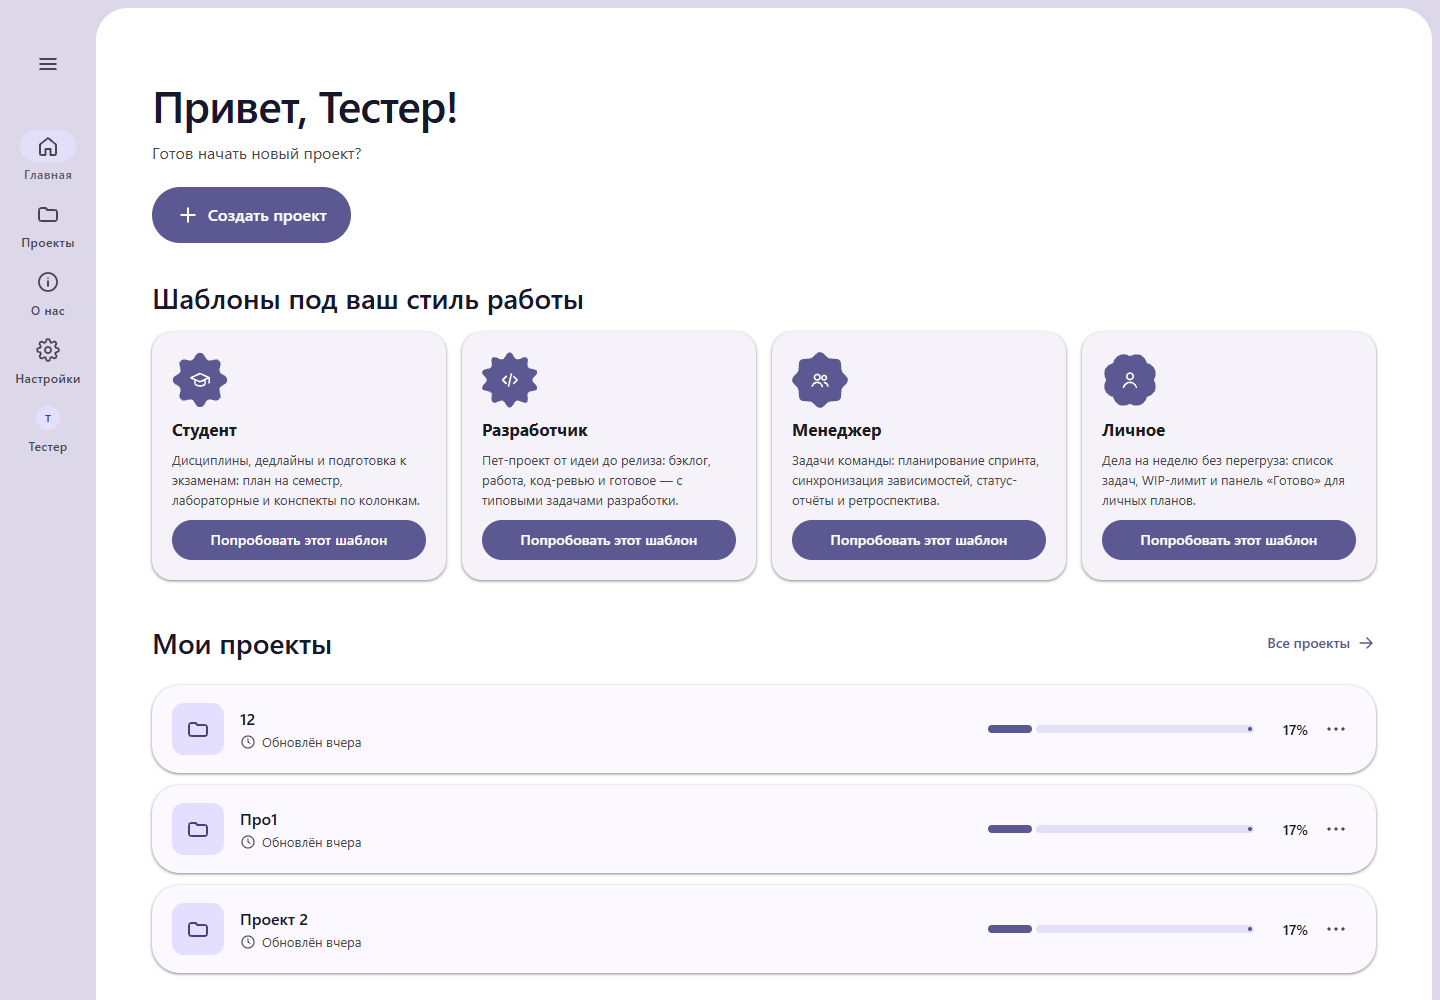 Привет, Тестер!
Готов начать новый проект?
Создать проект
Главная
Проекты
О нас
Настройки
Т
Тестер
Шаблоны под ваш стиль работы
Студент
Дисциплины, дедлайны и подготовка к
экзаменам: план на семестр,
лабораторные и конспекты по колонкам.
Попробовать этот шаблон
Разработчик
Пет-проект от идеи до релиза: бэклог,
работа, код-ревью и готовое — с
типовыми задачами разработки.
Попробовать этот шаблон
Менеджер
Задачи команды: планирование спринта,
синхронизация зависимостей, статус-
отчёты и ретроспектива.
Попробовать этот шаблон
Личное
Дела на неделю без перегруза: список
задач, WIP-лимит и панель «Готово» для
личных планов.
Попробовать этот шаблон
Мои проекты
Все проекты
12
Обновлён вчера
17%
Про1
Обновлён вчера
17%
Проект 2
Обновлён вчера
17%